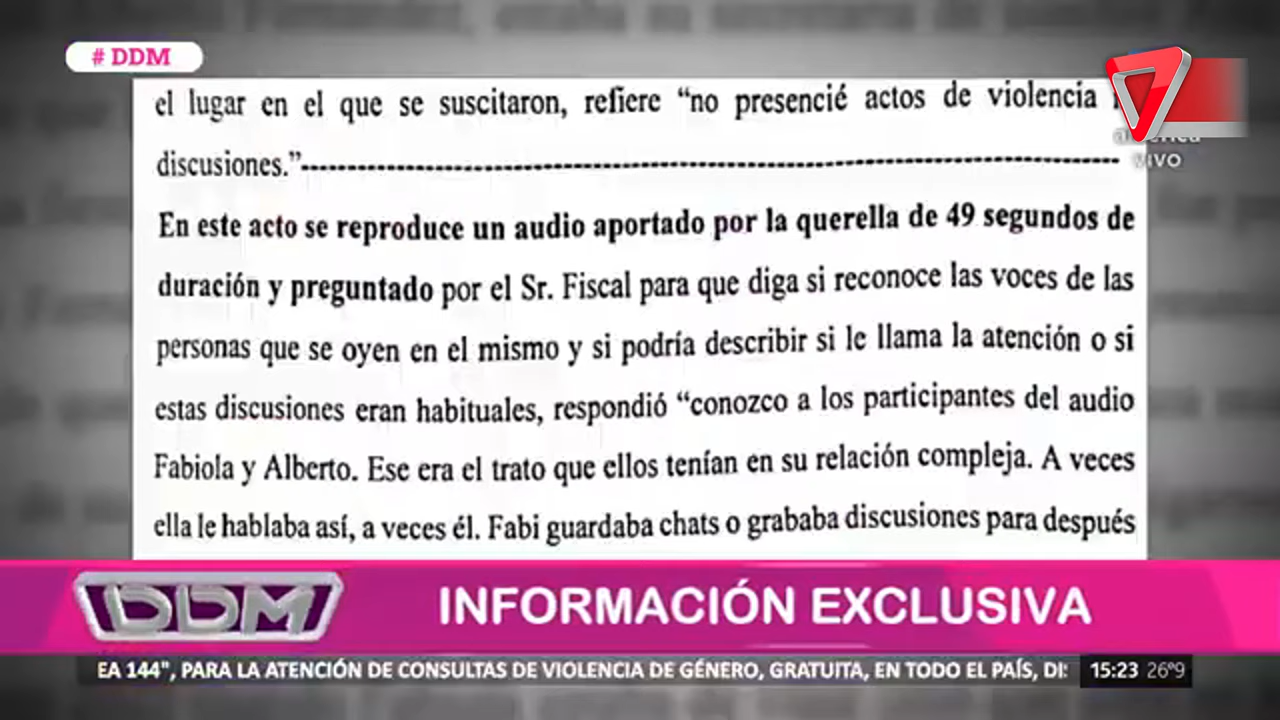 # DDM
el lugar en el que se suscitaron, refiere “no presencié actos de violencia
discusiones.”
En este acto se reproduce un audio aportado por la querella de 49 segundos de
duración y preguntado por el Sr. Fiscal para que diga si reconoce las voces de las
personas que se oyen en el mismo y si podría describir si le llama la atención o si
estas discusiones eran habituales, respondió “conozco a los participantes del audio
Fabiola y Alberto. Ese era el trato que ellos tenían en su relación compleja. A veces
ella le hablaba así, a veces él. Fabi guardaba chats o grababa discusiones para después
américa
VIVO
DDM
INFORMACIÓN EXCLUSIVA
EA 144", PARA LA ATENCIÓN DE CONSULTAS DE VIOLENCIA DE GÉNERO, GRATUITA, EN TODO EL PAÍS, DI
15:23 26°9